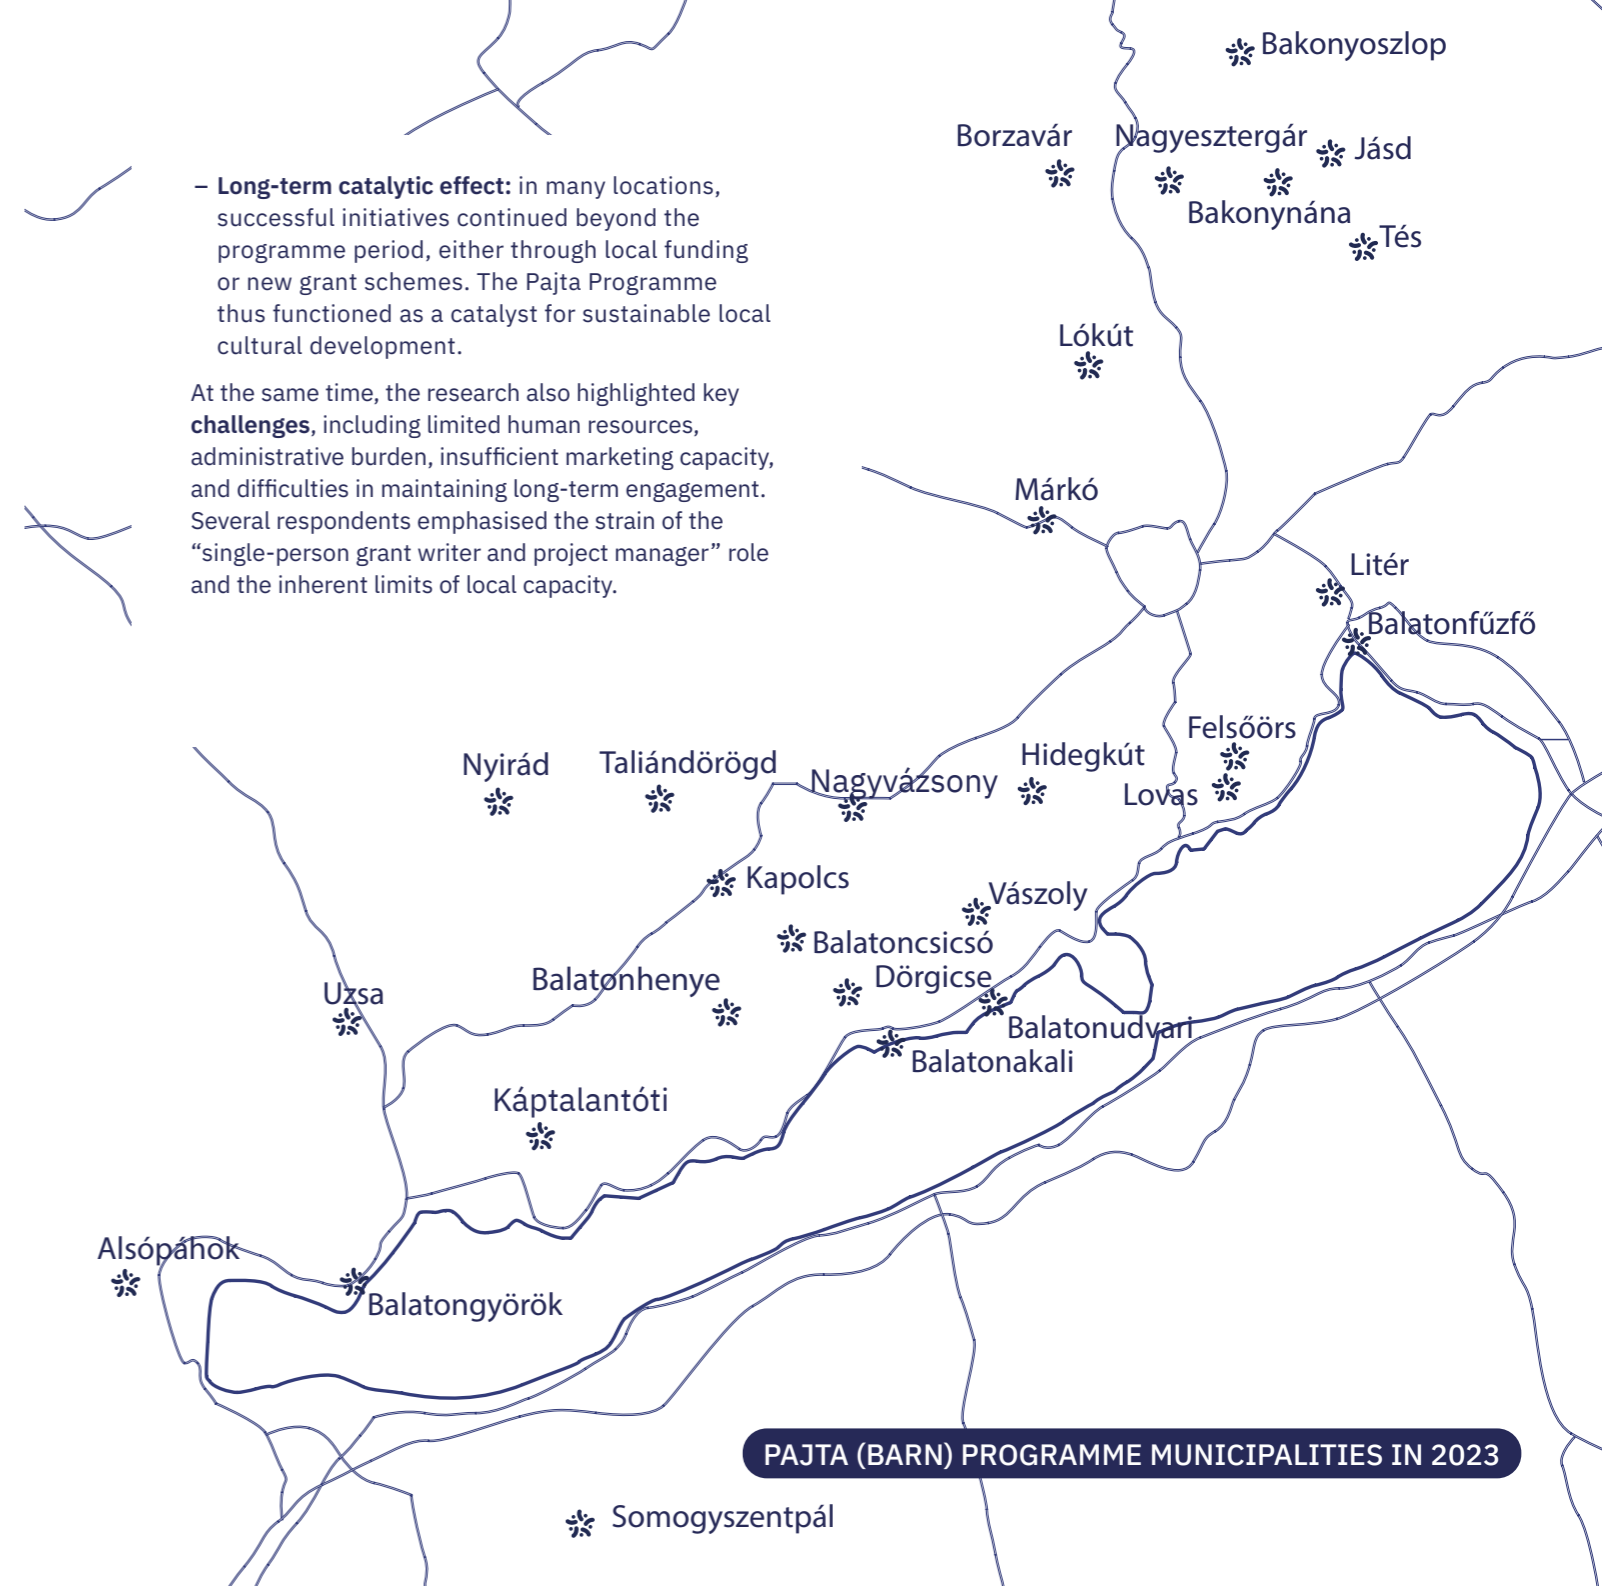 Bakonyoszlop
Borzavár
Nagyesztergár
Jásd
Bakonynána
Tés
– Long-term catalytic effect: in many locations,
successful initiatives continued beyond the
programme period, either through local funding
or new grant schemes. The Pajta Programme
thus functioned as a catalyst for sustainable local
cultural development.
At the same time, the research also highlighted key
challenges, including limited human resources,
administrative burden, insufficient marketing capacity,
and difficulties in maintaining long-term engagement.
Several respondents emphasised the strain of the
“single-person grant writer and project manager” role
and the inherent limits of local capacity.
Lókút
Márkó
Litér
Balatonfűzfő
Felsőörs
Hidegkút
Lovas
Nyirád
Taliándörögd
Nagyvázsony
Kapolcs
Vászoly
Balatoncsicsó
Dörgicse
Balatonhenye
Uzsa
Balatonudvari
Balatonakali
Káptalantóti
Alsópáhok
Balatongyörök
PAJTA (BARN) PROGRAMME MUNICIPALITIES IN 2023
Somogyszentpál